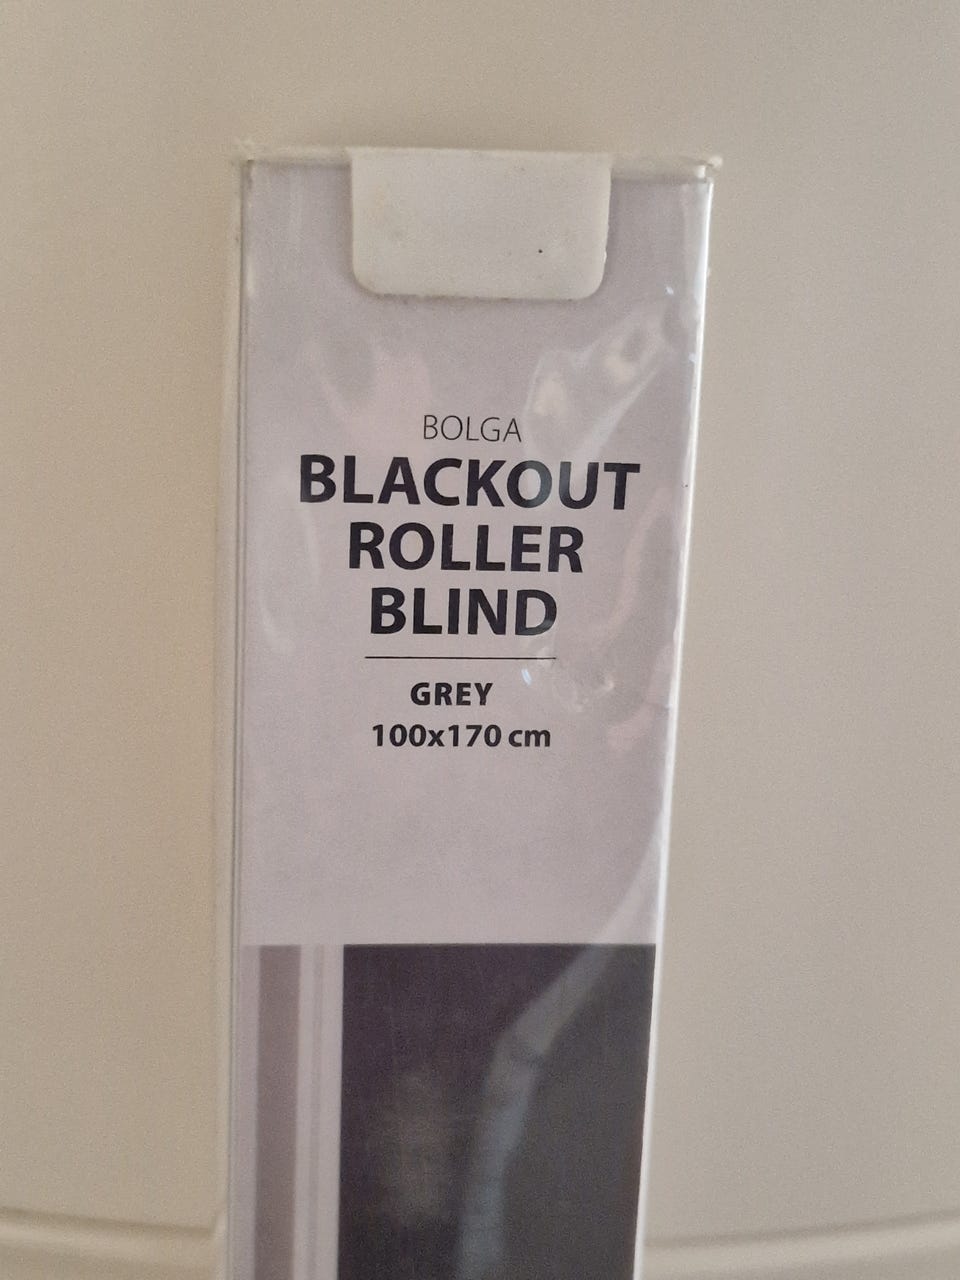 BOLGA
BLACKOUT
ROLLER
BLIND
GREY
100x170 cm